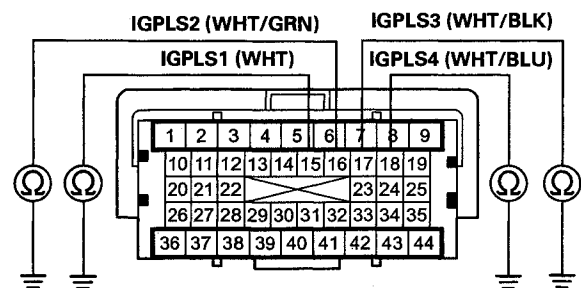 IGPLS2 (WHT/GRN) IGPLS3 (WHT/BLK)
IGPLS1 (WHT) IGPLS4 (WHT/BLU)
1 2 3 4 5 6 7 8 9
10 11 12 13 14 15 16 17 18 19
Ω Ω 20 21 22 23 24 25 Ω Ω
26 27 28 29 30 31 32 33 34 35
36 37 38 39 40 41 42 43 44